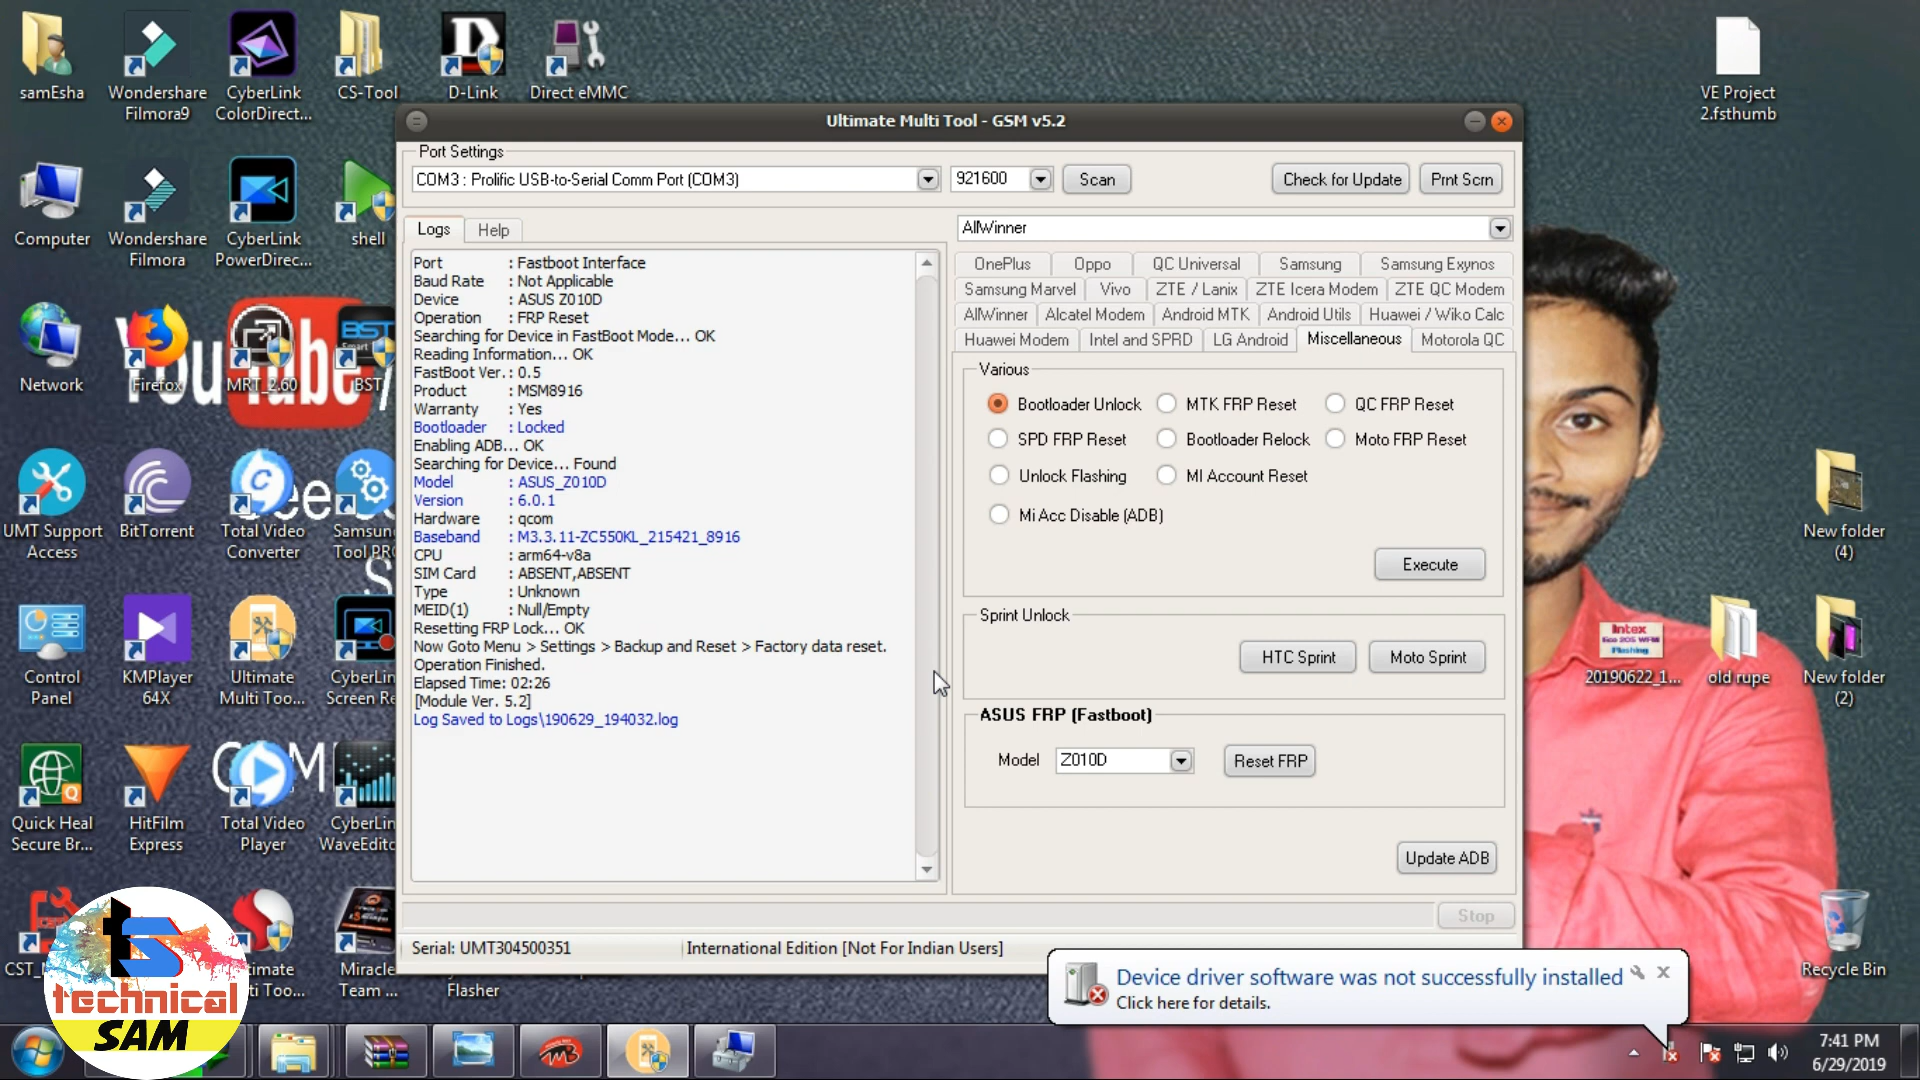 samEsha
Wondershare
Filmora9
CyberLink
ColorDirect...
CS-Tool
D-Link
Direct eMMC
VE Project
2.fsthumb
Computer
Wondershare
Filmora
CyberLink
PowerDirec...
shell
Network
Firefox
MRT_2.60
BST
YouTube
UMT Support
Access
BitTorrent
Total Video
Converter
Samsun
Tool PRO
Control
Panel
KMPlayer
64X
Ultimate
Multi Too...
CyberLin
Screen Re
Quick Heal
Secure Br...
HitFilm
Express
Total Video
Player
CyberLin
WaveEdito
Miracle
Team ...
Flasher
technical
SAM
Ultimate Multi Tool - GSM v5.2
Port Settings
COM3 : Prolific USB-to-Serial Comm Port (COM3)
921600
Scan
Check for Update
Prnt Scrn
Logs
Help
Port : Fastboot Interface
Baud Rate : Not Applicable
Device : ASUS Z010D
Operation : FRP Reset
Searching for Device in FastBoot Mode... OK
Reading Information... OK
FastBoot Ver. : 0.5
Product : MSM8916
Warranty : Yes
Bootloader : Locked
Enabling ADB... OK
Searching for Device... Found
Model : ASUS_Z010D
Version : 6.0.1
Hardware : qcom
Baseband : M3.3.11-ZC550KL_215421_8916
CPU : arm64-v8a
SIM Card : ABSENT,ABSENT
Type : Unknown
MEID(1) : Null/Empty
Resetting FRP Lock... OK
Now Goto Menu > Settings > Backup and Reset > Factory data reset.
Operation Finished.
Elapsed Time: 02:26
[Module Ver. 5.2]
Log Saved to Logs\190629_194032.log
AllWinner
OnePlus Oppo QC Universal Samsung Samsung Exynos
Samsung Marvel Vivo ZTE / Lanix ZTE Icera Modem ZTE QC Modem
AllWinner Alcatel Modem Android MTK Android Utils Huawei / Wiko Calc
Huawei Modem Intel and SPRD LG Android Miscellaneous Motorola QC
Various
Bootloader Unlock MTK FRP Reset QC FRP Reset
SPD FRP Reset Bootloader Relock Moto FRP Reset
Unlock Flashing MI Account Reset
Mi Acc Disable (ADB)
Execute
Sprint Unlock
HTC Sprint Moto Sprint
ASUS FRP (Fastboot)
Model Z010D Reset FRP
Update ADB
Stop
Serial: UMT304500351
International Edition [Not For Indian Users]
Device driver software was not successfully installed
Click here for details.
New folder
(4)
Intex
20190622_1...
old rupe
New folder
(2)
Recycle Bin
7:41 PM
6/29/2019